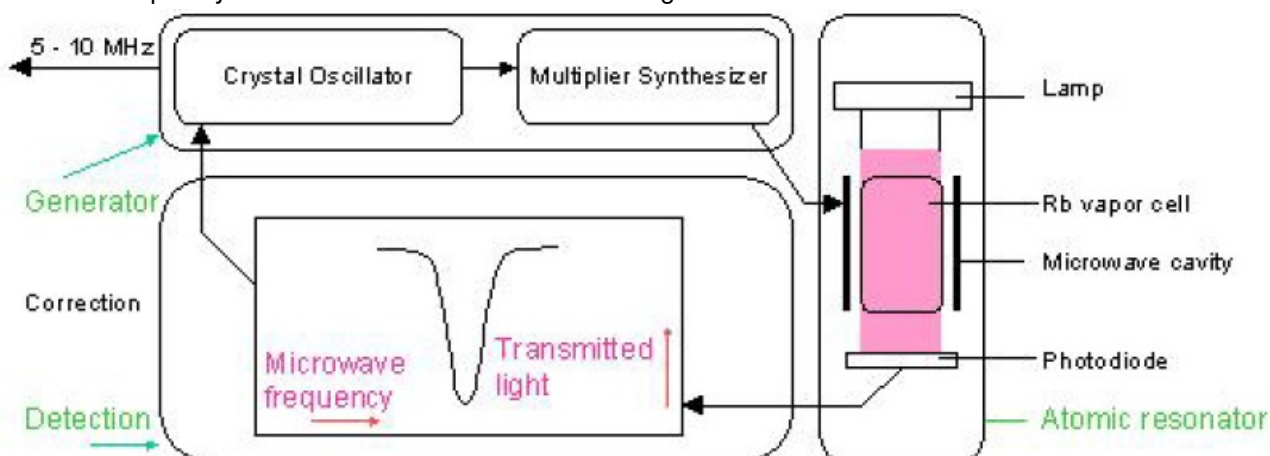 5 - 10 MHz
Crystal Oscillator
Multiplier Synthesizer
Lamp
Generator
Rb vapor cell
Microwave cavity
Correction
Microwave
frequency
Transmitted
light
Photodiode
Detection
Atomic resonator